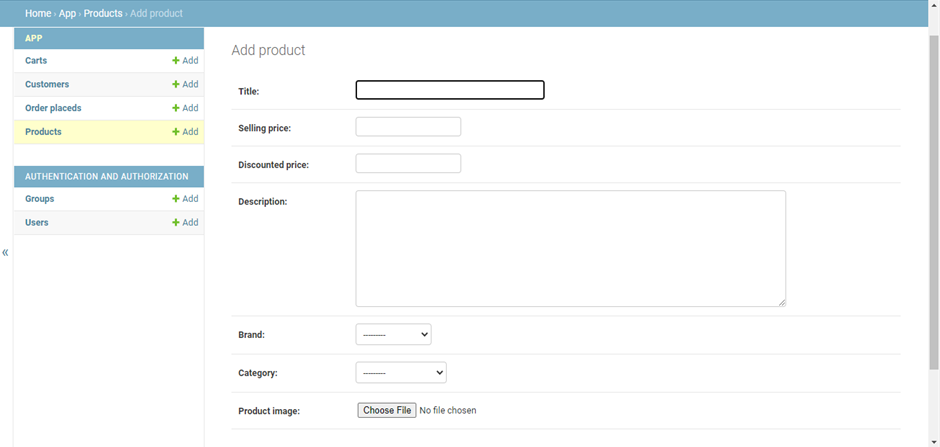 Home › App › Products › Add product
APP
Carts + Add
Customers + Add
Order placeds + Add
Products + Add
AUTHENTICATION AND AUTHORIZATION
Groups + Add
Users + Add
«
Add product
Title:
Selling price:
Discounted price:
Description:
Brand: ---------
Category: ---------
Product image: Choose File No file chosen